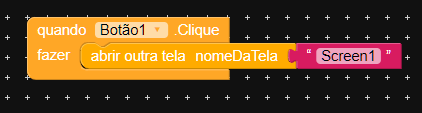 quando Botão1 .Clique
fazer abrir outra tela nomeDaTela “ Screen1 ”